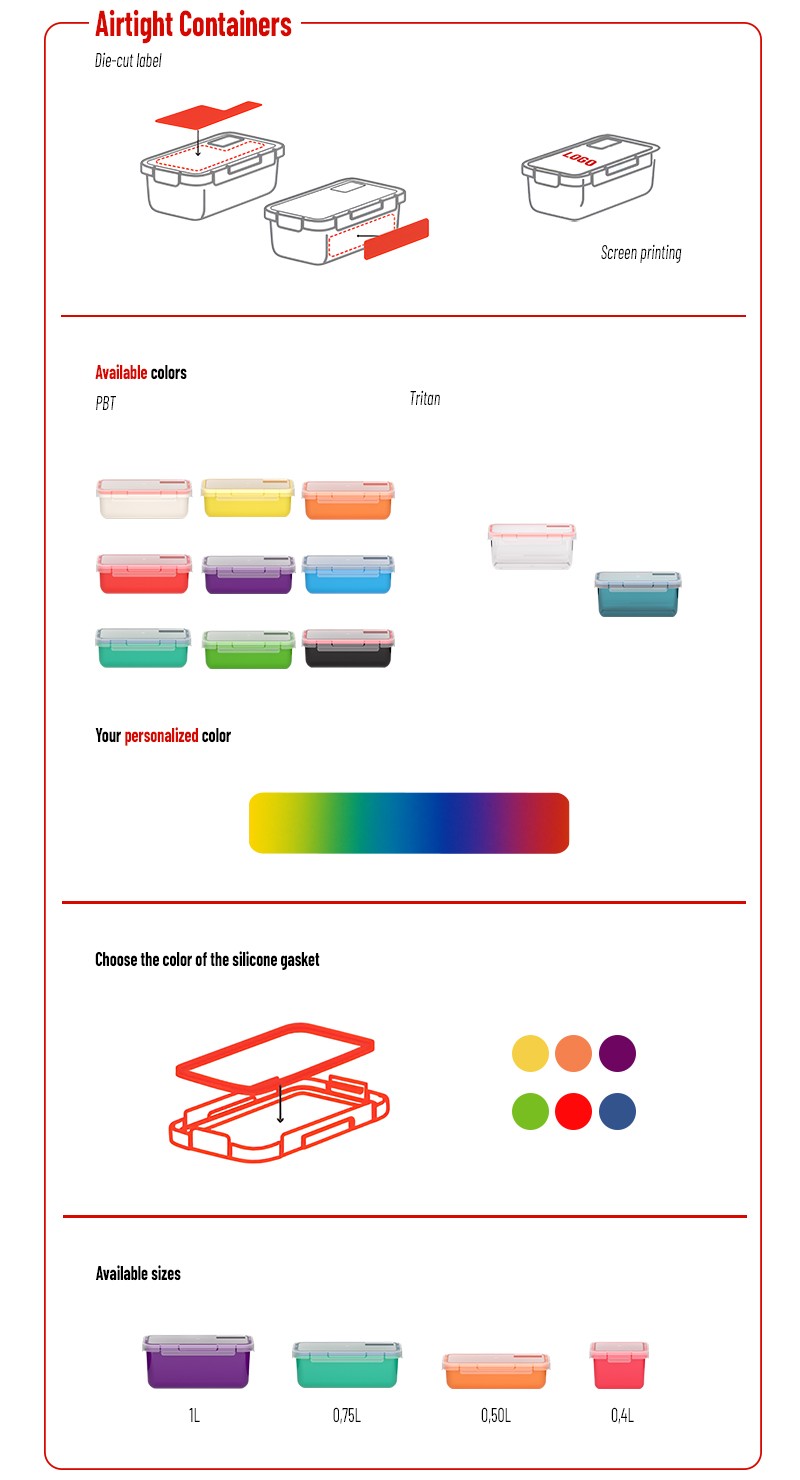 Airtight Containers
Die-cut label
LOGO
Screen printing
Available colors
PBT
Tritan
Your personalized color
Choose the color of the silicone gasket
Available sizes
1L
0,75L
0,50L
0,4L